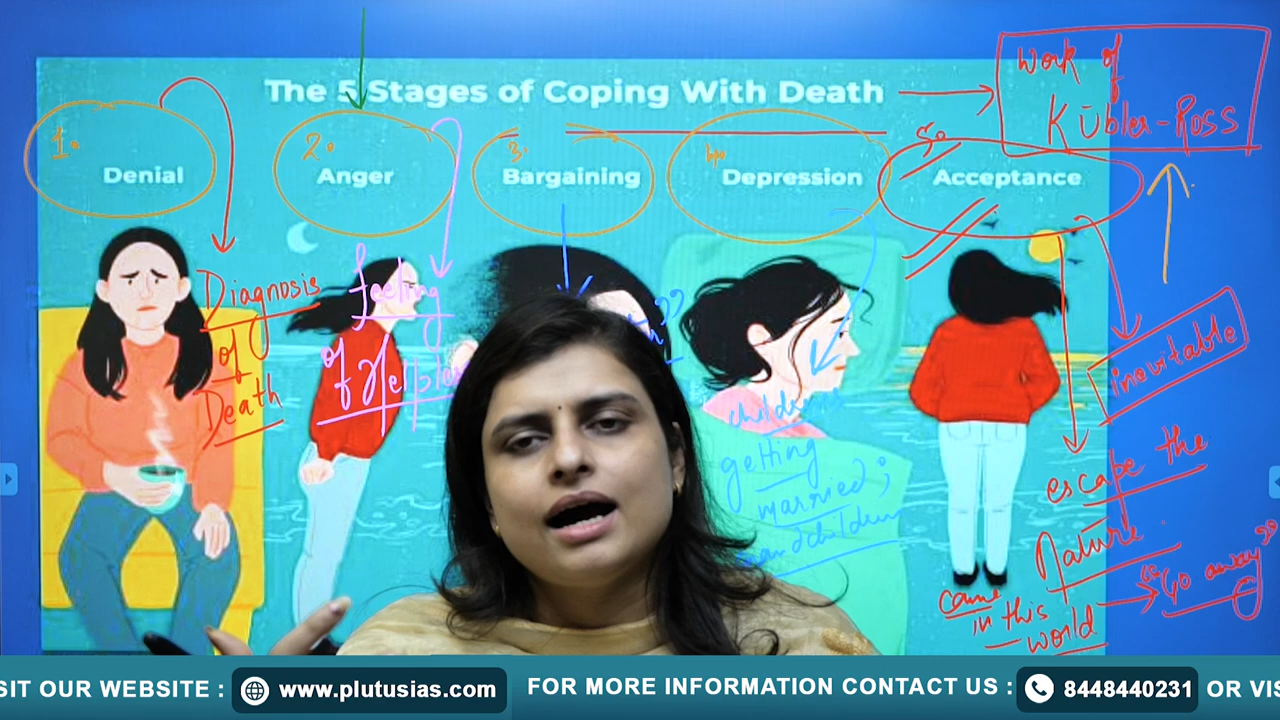 The 5 Stages of Coping With Death
Work of
Kübler-Ross
1.
Denial
2.
Anger
3.
Bargaining
Depression
5.
Acceptance
Diagnosis
of
Death
feeling
of
children
getting
married;
inevitable
escape the
Nature
came
in this
world
"Go away"
SIT OUR WEBSITE :
www.plutusias.com
FOR MORE INFORMATION CONTACT US :
8448440231
OR VIS